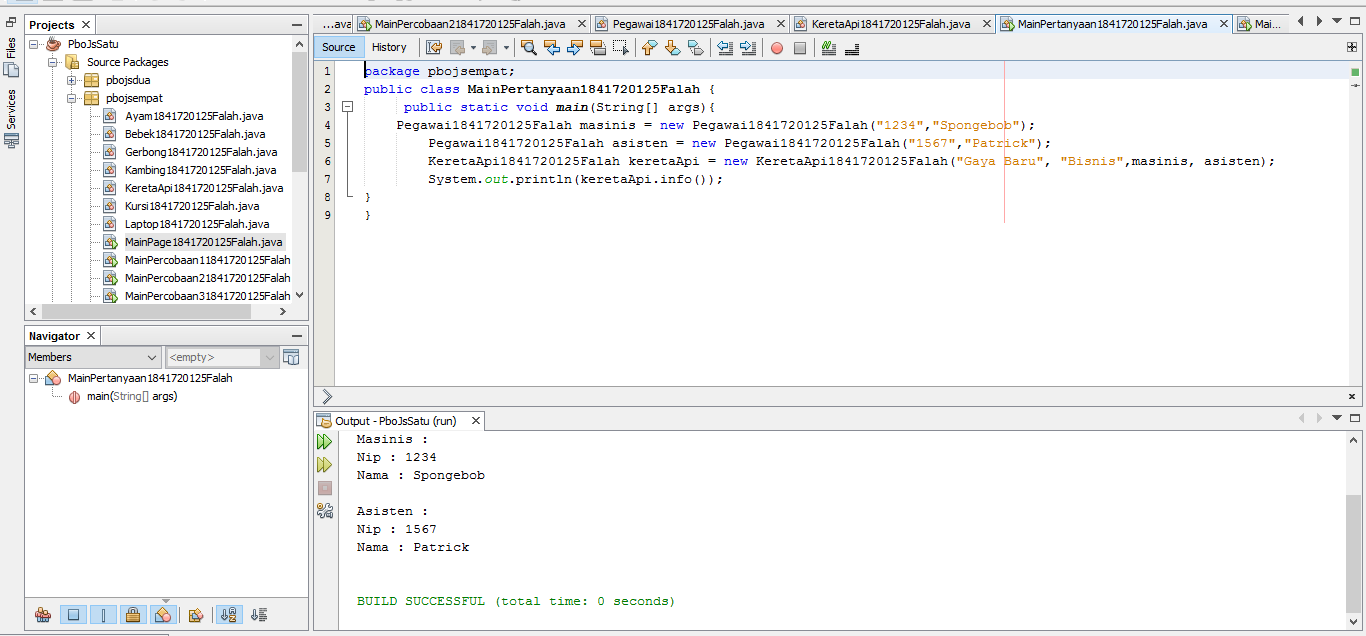 Files
Services
Projects
PboJsSatu
Source Packages
pbojsdua
pbojsempat
Ayam1841720125Falah.java
Bebek1841720125Falah.java
Gerbong1841720125Falah.java
Kambing1841720125Falah.java
KeretaApi1841720125Falah.java
Kursi1841720125Falah.java
Laptop1841720125Falah.java
MainPage1841720125Falah.java
MainPercobaan11841720125Falah
MainPercobaan21841720125Falah
MainPercobaan31841720125Falah
Navigator
Members <empty>
MainPertanyaan1841720125Falah
main(String[] args)
...ava MainPercobaan21841720125Falah.java Pegawai1841720125Falah.java KeretaApi1841720125Falah.java MainPertanyaan1841720125Falah.java Mai...
Source History
1 package pbojsempat;
2 public class MainPertanyaan1841720125Falah {
3 public static void main(String[] args){
4 Pegawai1841720125Falah masinis = new Pegawai1841720125Falah("1234","Spongebob");
5 Pegawai1841720125Falah asisten = new Pegawai1841720125Falah("1567","Patrick");
6 KeretaApi1841720125Falah keretaApi = new KeretaApi1841720125Falah("Gaya Baru", "Bisnis",masinis, asisten);
7 System.out.println(keretaApi.info());
8 }
9 }
Output - PboJsSatu (run)
Masinis :
Nip : 1234
Nama : Spongebob
Asisten :
Nip : 1567
Nama : Patrick
BUILD SUCCESSFUL (total time: 0 seconds)